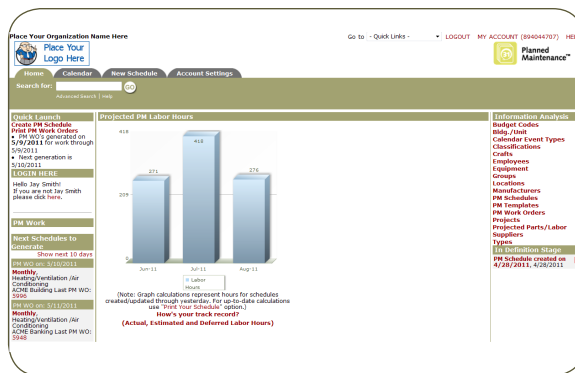 Place Your Organization Name Here
Go to - Quick Links - LOGOUT MY ACCOUNT (894044707) HE
Place Your
Logo Here
Planned
Maintenance™
Home Calendar New Schedule Account Settings
Search for: GO
Advanced Search | Help
Quick Launch
Create PM Schedule
Print PM Work Orders
• PM WO's generated on
5/9/2011 for work through
5/9/2011
• Next generation is
5/10/2011
LOGIN HERE
Hello Jay Smith!
If you are not Jay Smith
please click here.
PM Work
Next Schedules to
Generate
Show next 10 days
PM WO on: 5/10/2011
Monthly,
Heating/Ventilation /Air
Conditioning
ACME Building Last PM WO:
5996
PM WO on: 5/11/2011
Monthly,
Heating/Ventilation /Air
Conditioning
ACME Banking Last PM WO:
5948
Projected PM Labor Hours
418
209
0
371
418
276
Jun-11 Jul-11 Aug-11
Labor
Hours
(Note: Graph calculations represent hours for schedules
created/updated through yesterday. For up-to-date calculations
use "Print Your Schedule" option.)
How's your track record?
(Actual, Estimated and Deferred Labor Hours)
Information Analysis
Budget Codes
Bldg./Unit
Calendar Event Types
Classifications
Crafts
Employees
Equipment
Groups
Locations
Manufacturers
PM Schedules
PM Templates
PM Work Orders
Projects
Projected Parts/Labor
Suppliers
Types
In Definition Stage
PM Schedule created on
4/28/2011, 4/28/2011